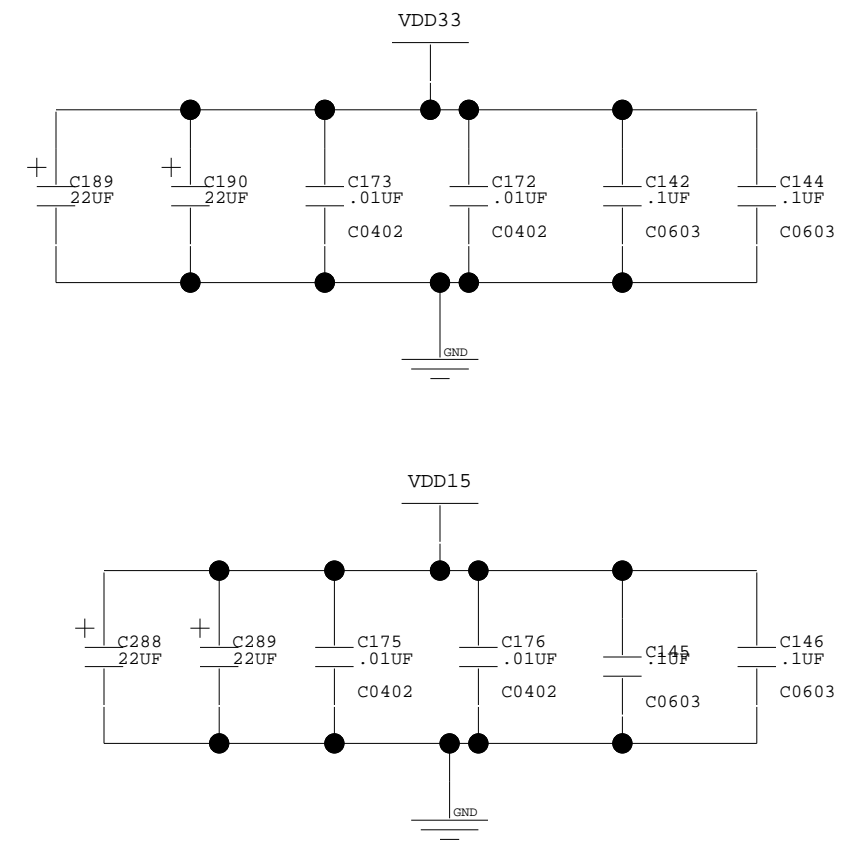 VDD33
C189 C190 C173 C172 C142 C144
22UF 22UF .01UF .01UF .1UF .1UF
C0402 C0402 C0603 C0603
GND
VDD15
C288 C289 C175 C176 C145 C146
22UF 22UF .01UF .01UF .1UF .1UF
C0402 C0402 C0603 C0603
GND